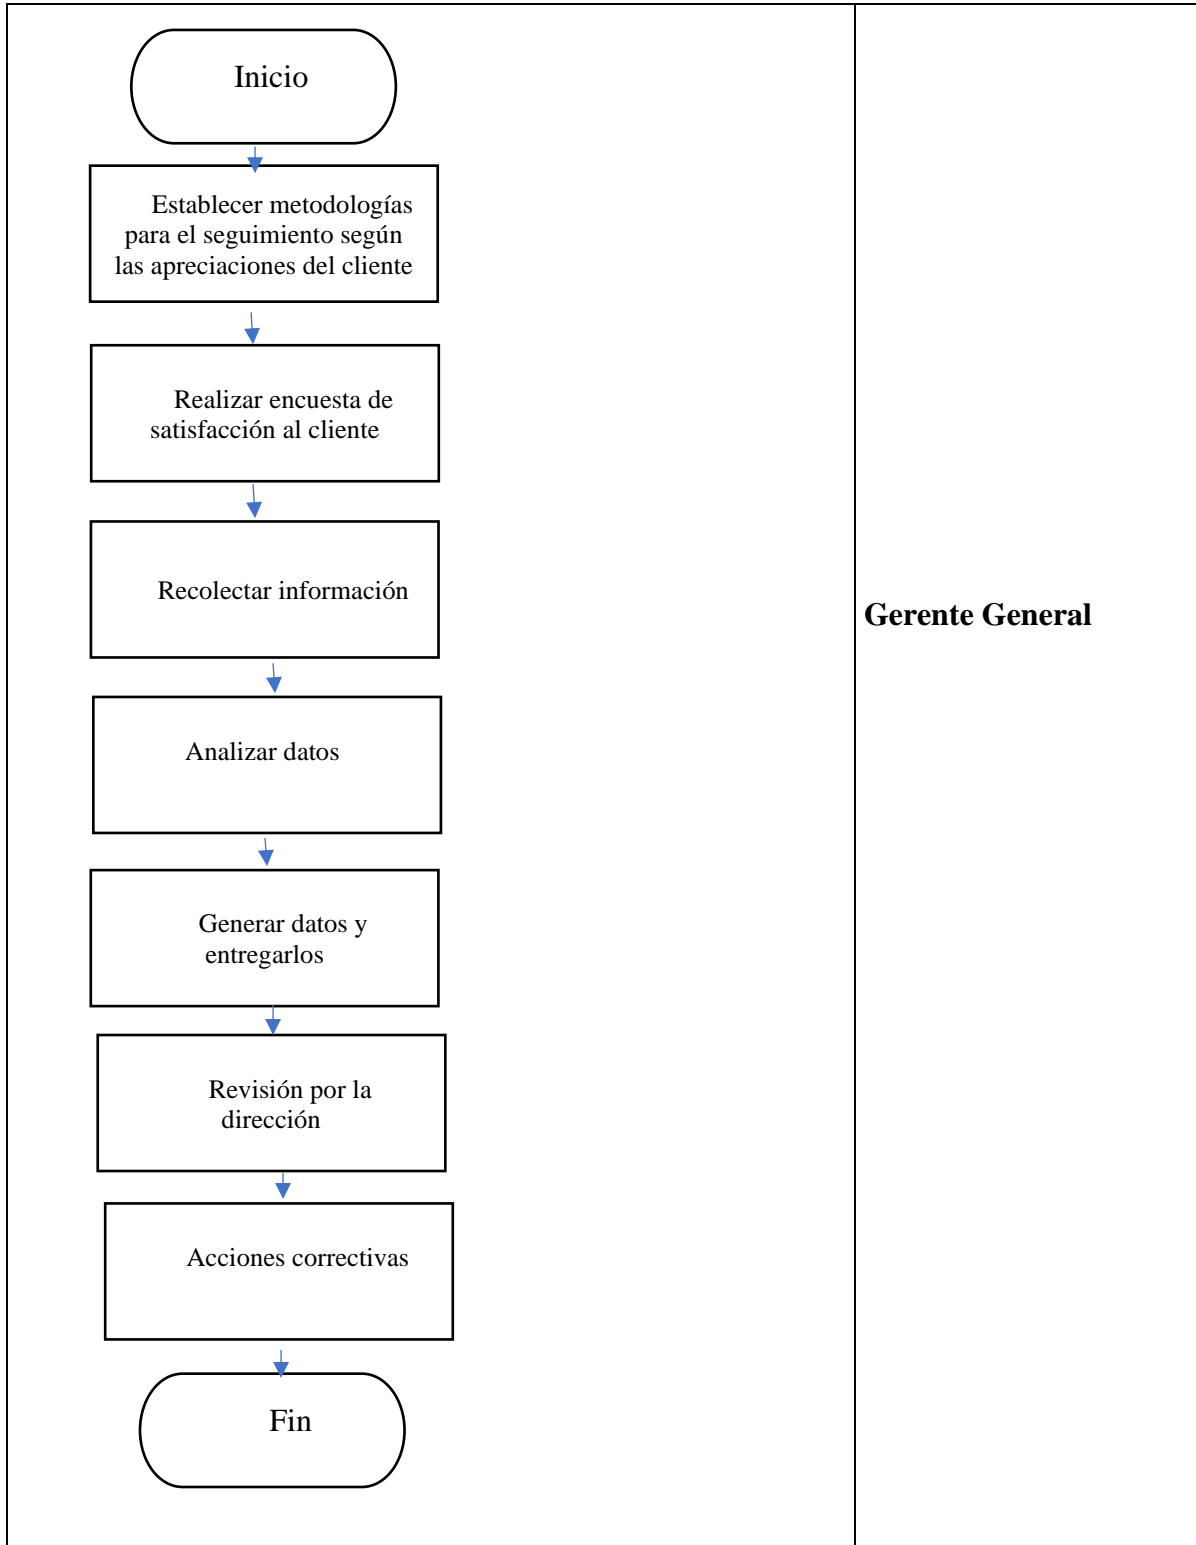 Inicio
Establecer metodologías
para el seguimiento según
las apreciaciones del cliente
Realizar encuesta de
satisfacción al cliente
Recolectar información
Analizar datos
Generar datos y
entregarlos
Revisión por la
dirección
Acciones correctivas
Fin
Gerente General